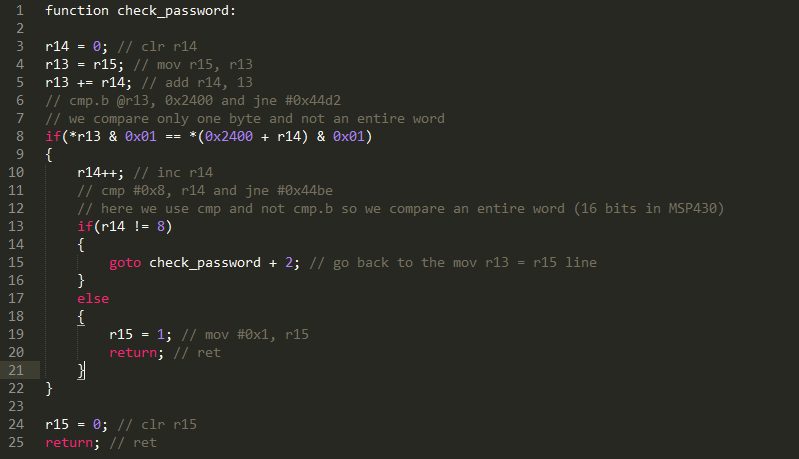 1 function check_password:
2
3 r14 = 0; // clr r14
4 r13 = r15; // mov r15, r13
5 r13 += r14; // add r14, 13
6 // cmp.b @r13, 0x2400 and jne #0x44d2
7 // we compare only one byte and not an entire word
8 if(*r13 & 0x01 == *(0x2400 + r14) & 0x01)
9 {
10 r14++; // inc r14
11 // cmp #0x8, r14 and jne #0x44be
12 // here we use cmp and not cmp.b so we compare an entire word (16 bits in MSP430)
13 if(r14 != 8)
14 {
15 goto check_password + 2; // go back to the mov r13 = r15 line
16 }
17 else
18 {
19 r15 = 1; // mov #0x1, r15
20 return; // ret
21 }
22 }
23
24 r15 = 0; // clr r15
25 return; // ret